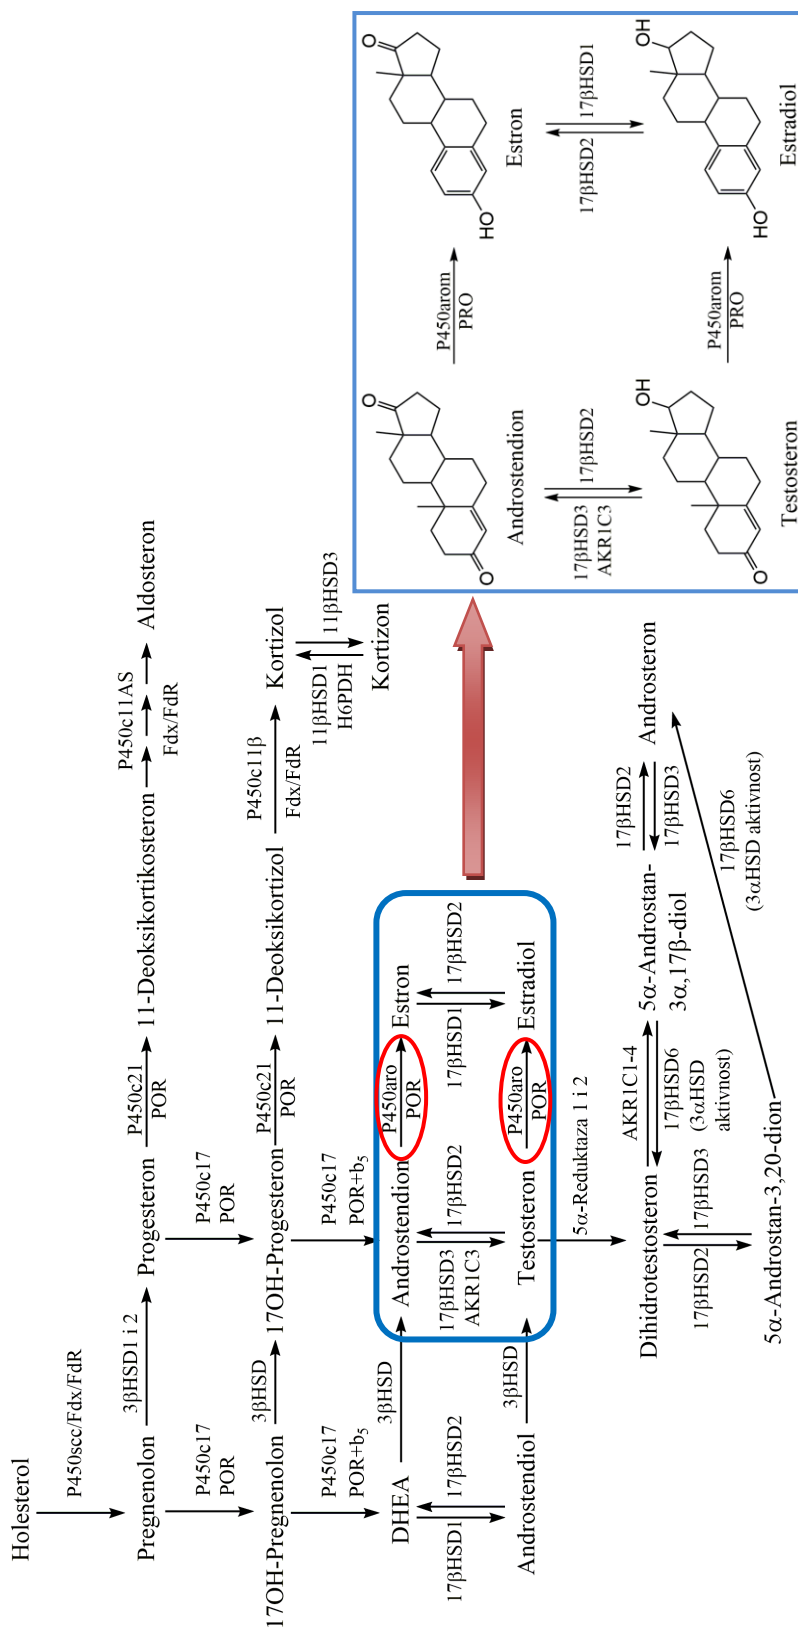 Holesterol
P450scc/Fdx/FdR
Pregnenolon
3βHSD1 i 2
Progesteron
P450c21
POR
11-Deoksikortikosteron
P450c11AS
Fdx/FdR
Aldosteron
P450c17
POR
P450c17
POR
17OH-Pregnenolon
3βHSD
17OH-Progesteron
P450c21
POR
11-Deoksikortizol
P450c11β
Fdx/FdR
Kortizol
11βHSD1
H6PDH
11βHSD3
Kortizon
P450c17
POR+b5
P450c17
POR+b5
DHEA
3βHSD
Androstendion
P450aro
POR
Estron
17βHSD1
17βHSD2
17βHSD3
AKR1C3
17βHSD2
17βHSD1
17βHSD2
Androstendiol
3βHSD
Testosteron
P450aro
POR
Estradiol
5α-Reduktaza 1 i 2
Dihidrotestosteron
AKR1C1-4
17βHSD6
(3αHSD
aktivnost)
5α-Androstan-
3α,17β-diol
17βHSD2
17βHSD3
Androsteron
17βHSD2
17βHSD3
17βHSD6
(3αHSD aktivnost)
5α-Androstan-3,20-dion
O
O
Androstendion
P450arom
PRO
O
HO
Estron
17βHSD3
AKR1C3
17βHSD2
17βHSD2
17βHSD1
OH
O
Testosteron
P450arom
PRO
OH
HO
Estradiol